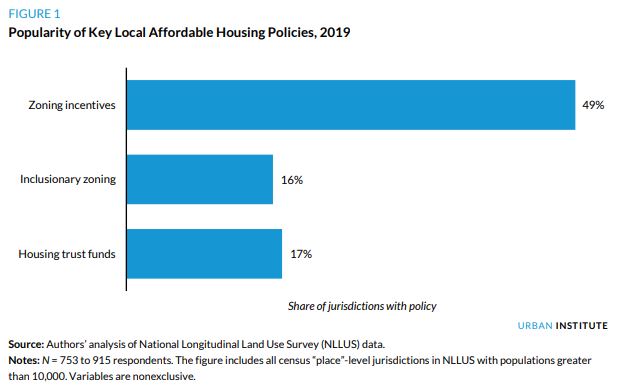 FIGURE 1
Popularity of Key Local Affordable Housing Policies, 2019
Zoning incentives
49%
Inclusionary zoning
16%
Housing trust funds
17%
Share of jurisdictions with policy
URBAN INSTITUTE
Source: Authors’ analysis of National Longitudinal Land Use Survey (NLLUS) data.
Notes: N = 753 to 915 respondents. The figure includes all census “place”-level jurisdictions in NLLUS with populations greater
than 10,000. Variables are nonexclusive.